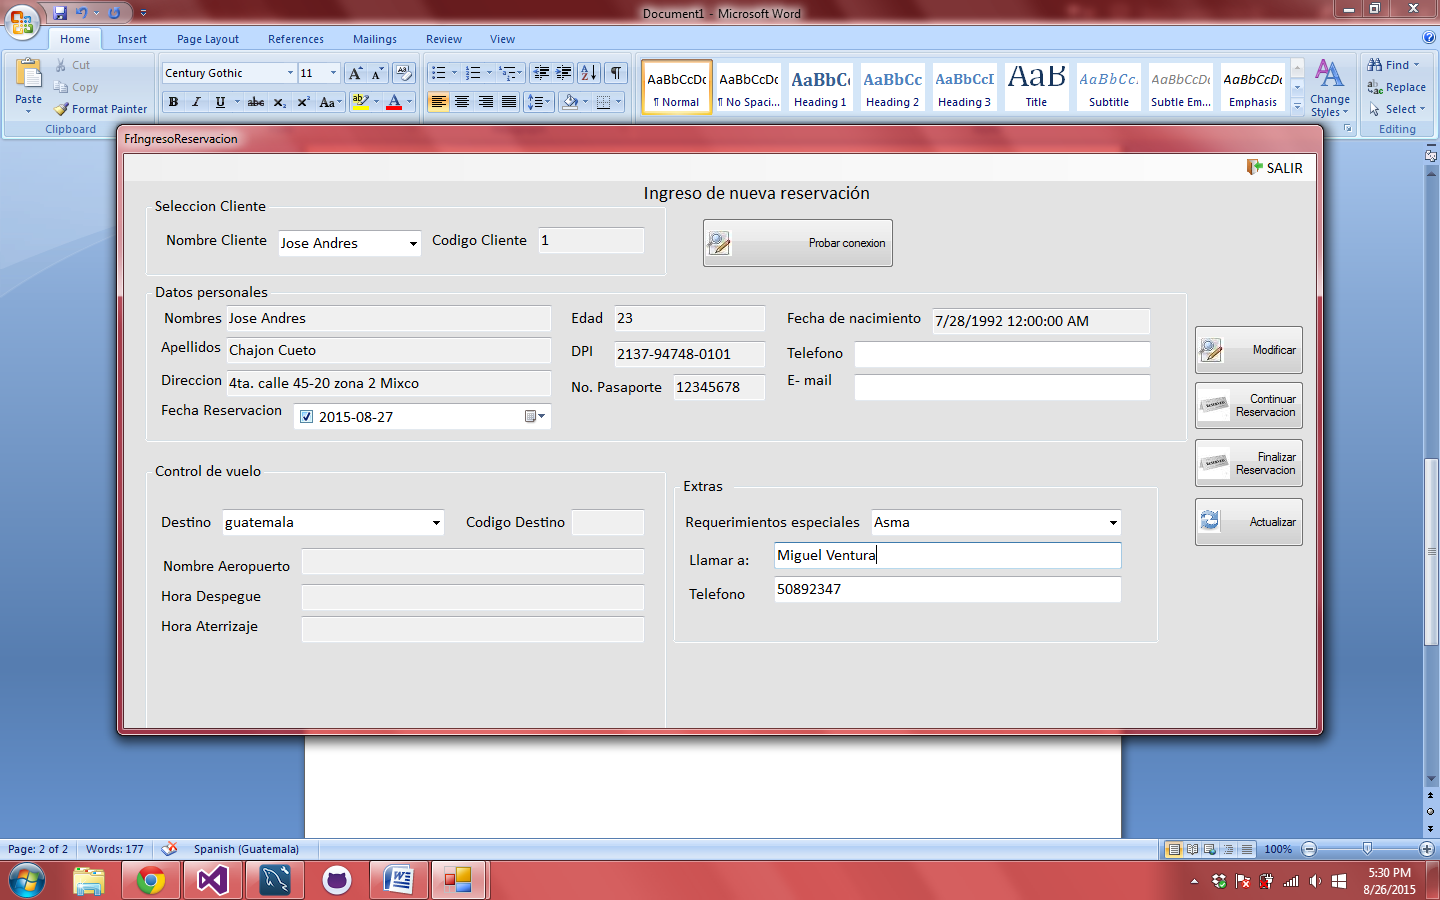 Document1 - Microsoft Word
Home Insert Page Layout References Mailings Review View
Paste
Cut
Copy
Format Painter
Clipboard
Century Gothic 11
B I U abc X₂ X² Aa
AaBbCcDc AaBbCcDc AaBbCc AaBbCc AaBbCcI AaB AaBbCc. AaBbCcDc AaBbCcDc
¶ Normal ¶ No Spaci... Heading 1 Heading 2 Heading 3 Title Subtitle Subtle Em... Emphasis
Change Styles
Find
Replace
Select
Editing
FrIngresoReservacion
SALIR
Ingreso de nueva reservación
Seleccion Cliente
Nombre Cliente Jose Andres Codigo Cliente 1
Probar conexion
Datos personales
Nombres Jose Andres Edad 23 Fecha de nacimiento 7/28/1992 12:00:00 AM
Apellidos Chajon Cueto DPI 2137-94748-0101 Telefono
Direccion 4ta. calle 45-20 zona 2 Mixco No. Pasaporte 12345678 E- mail
Fecha Reservacion 2015-08-27
Modificar
Continuar
Reservacion
Finalizar
Reservacion
Actualizar
Control de vuelo
Destino guatemala Codigo Destino
Nombre Aeropuerto
Hora Despegue
Hora Aterrizaje
Extras
Requerimientos especiales Asma
Llamar a: Miguel Ventura
Telefono 50892347
Page: 2 of 2 Words: 177 Spanish (Guatemala) 100%
5:30 PM
8/26/2015